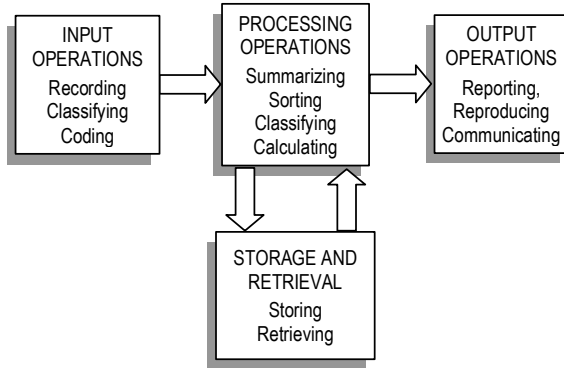 INPUT
OPERATIONS
Recording
Classifying
Coding
PROCESSING
OPERATIONS
Summarizing
Sorting
Classifying
Calculating
OUTPUT
OPERATIONS
Reporting,
Reproducing
Communicating
STORAGE AND
RETRIEVAL
Storing
Retrieving